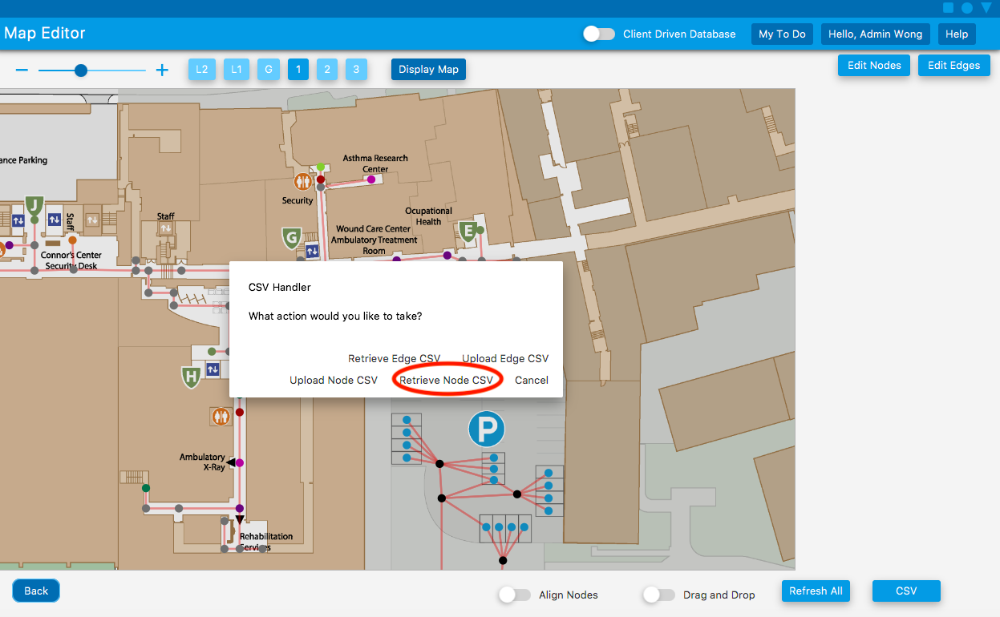 Map Editor
Client Driven Database
My To Do
Hello, Admin Wong
Help
L2
L1
G
1
2
3
Display Map
Edit Nodes
Edit Edges
ance Parking
Asthma Research
Center
Security
Ocupational
Health
J
Staff
Staff
Wound Care Center
Ambulatory Treatment
Room
G
E
Connor's Center
Security Desk
CSV Handler
What action would you like to take?
Retrieve Edge CSV
Upload Edge CSV
Upload Node CSV
Retrieve Node CSV
Cancel
H
P
Ambulatory
X-Ray
Rehabilitation
Services
Back
Align Nodes
Drag and Drop
Refresh All
CSV